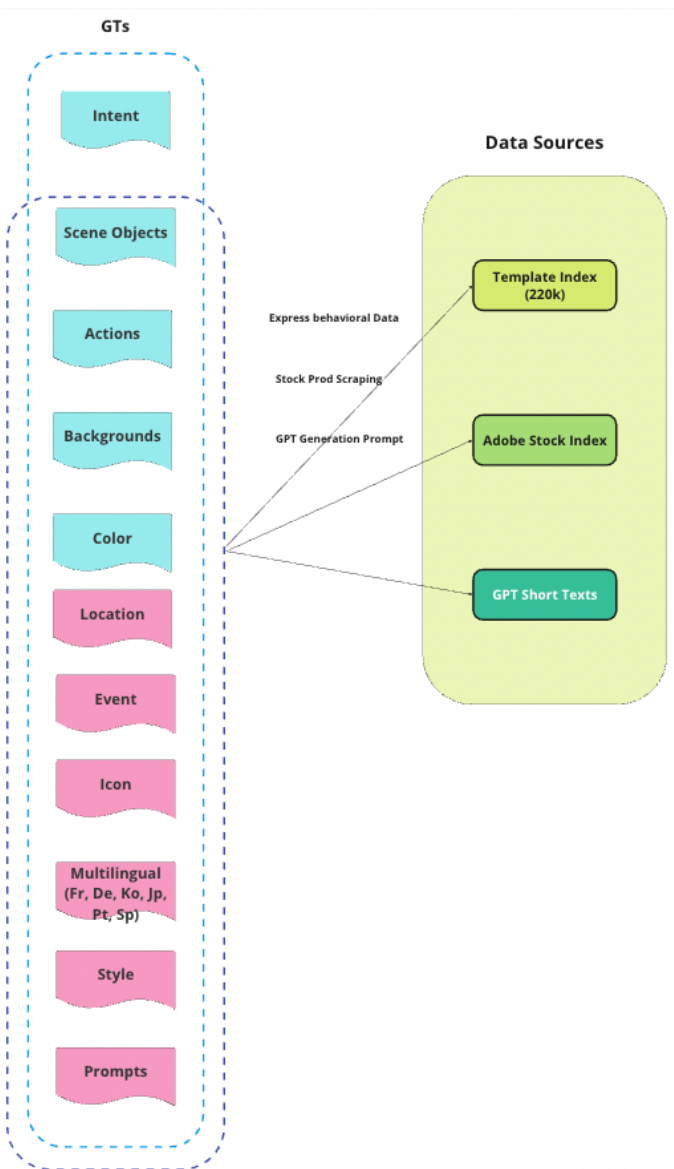 GTs
Intent
Scene Objects
Actions
Backgrounds
Color
Location
Event
Icon
Multilingual
(Fr, De, Ko, Jp,
Pt, Sp)
Style
Prompts
Express behavioral Data
Stock Prod Scraping
GPT Generation Prompt
Data Sources
Template Index
(220k)
Adobe Stock Index
GPT Short Texts